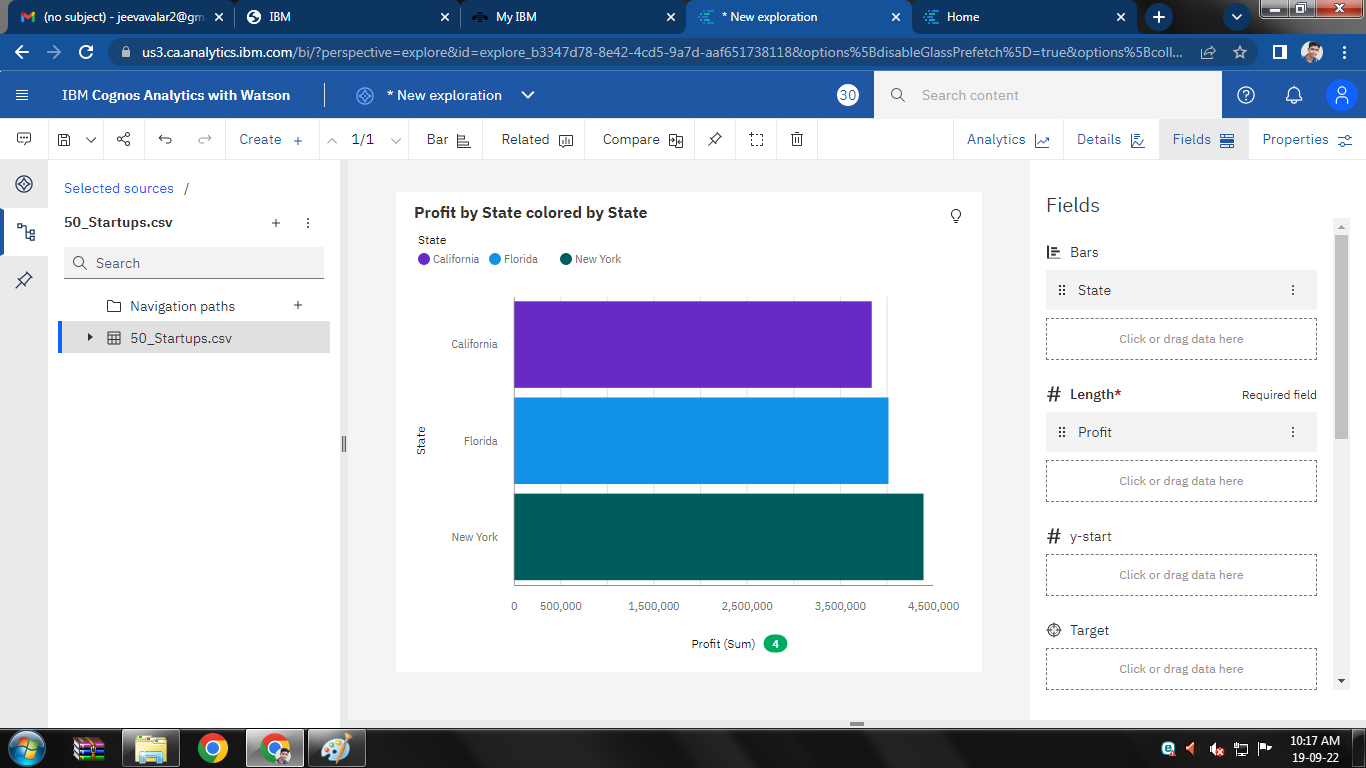 (no subject) - jeevavalar2@gm
IBM
My IBM
* New exploration
Home
us3.ca.analytics.ibm.com/bi/?perspective=explore&id=explore_b3347d78-8e42-4cd5-9a7d-aaf651738118&options%5BdisableGlassPrefetch%5D=true&options%5Bcoll...
IBM Cognos Analytics with Watson
* New exploration
30
Search content
Create
1/1
Bar
Related
Compare
Analytics
Details
Fields
Properties
Selected sources /
50_Startups.csv
Search
Navigation paths
50_Startups.csv
Profit by State colored by State
State
California Florida New York
California
Florida
New York
State
0 500,000 1,500,000 2,500,000 3,500,000 4,500,000
Profit (Sum) 4
Fields
Bars
State
Click or drag data here
Length* Required field
Profit
Click or drag data here
y-start
Click or drag data here
Target
Click or drag data here
10:17 AM
19-09-22